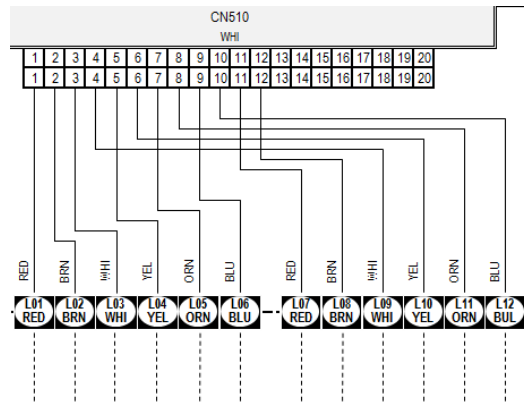 CN510
WHI
1 2 3 4 5 6 7 8 9 10 11 12 13 14 15 16 17 18 19 20
1 2 3 4 5 6 7 8 9 10 11 12 13 14 15 16 17 18 19 20
RED BRN WHI YEL ORN BLU RED BRN WHI YEL ORN BLU
L01 L02 L03 L04 L05 L06 L07 L08 L09 L10 L11 L12
RED BRN WHI YEL ORN BLU RED BRN WHI YEL ORN BUL